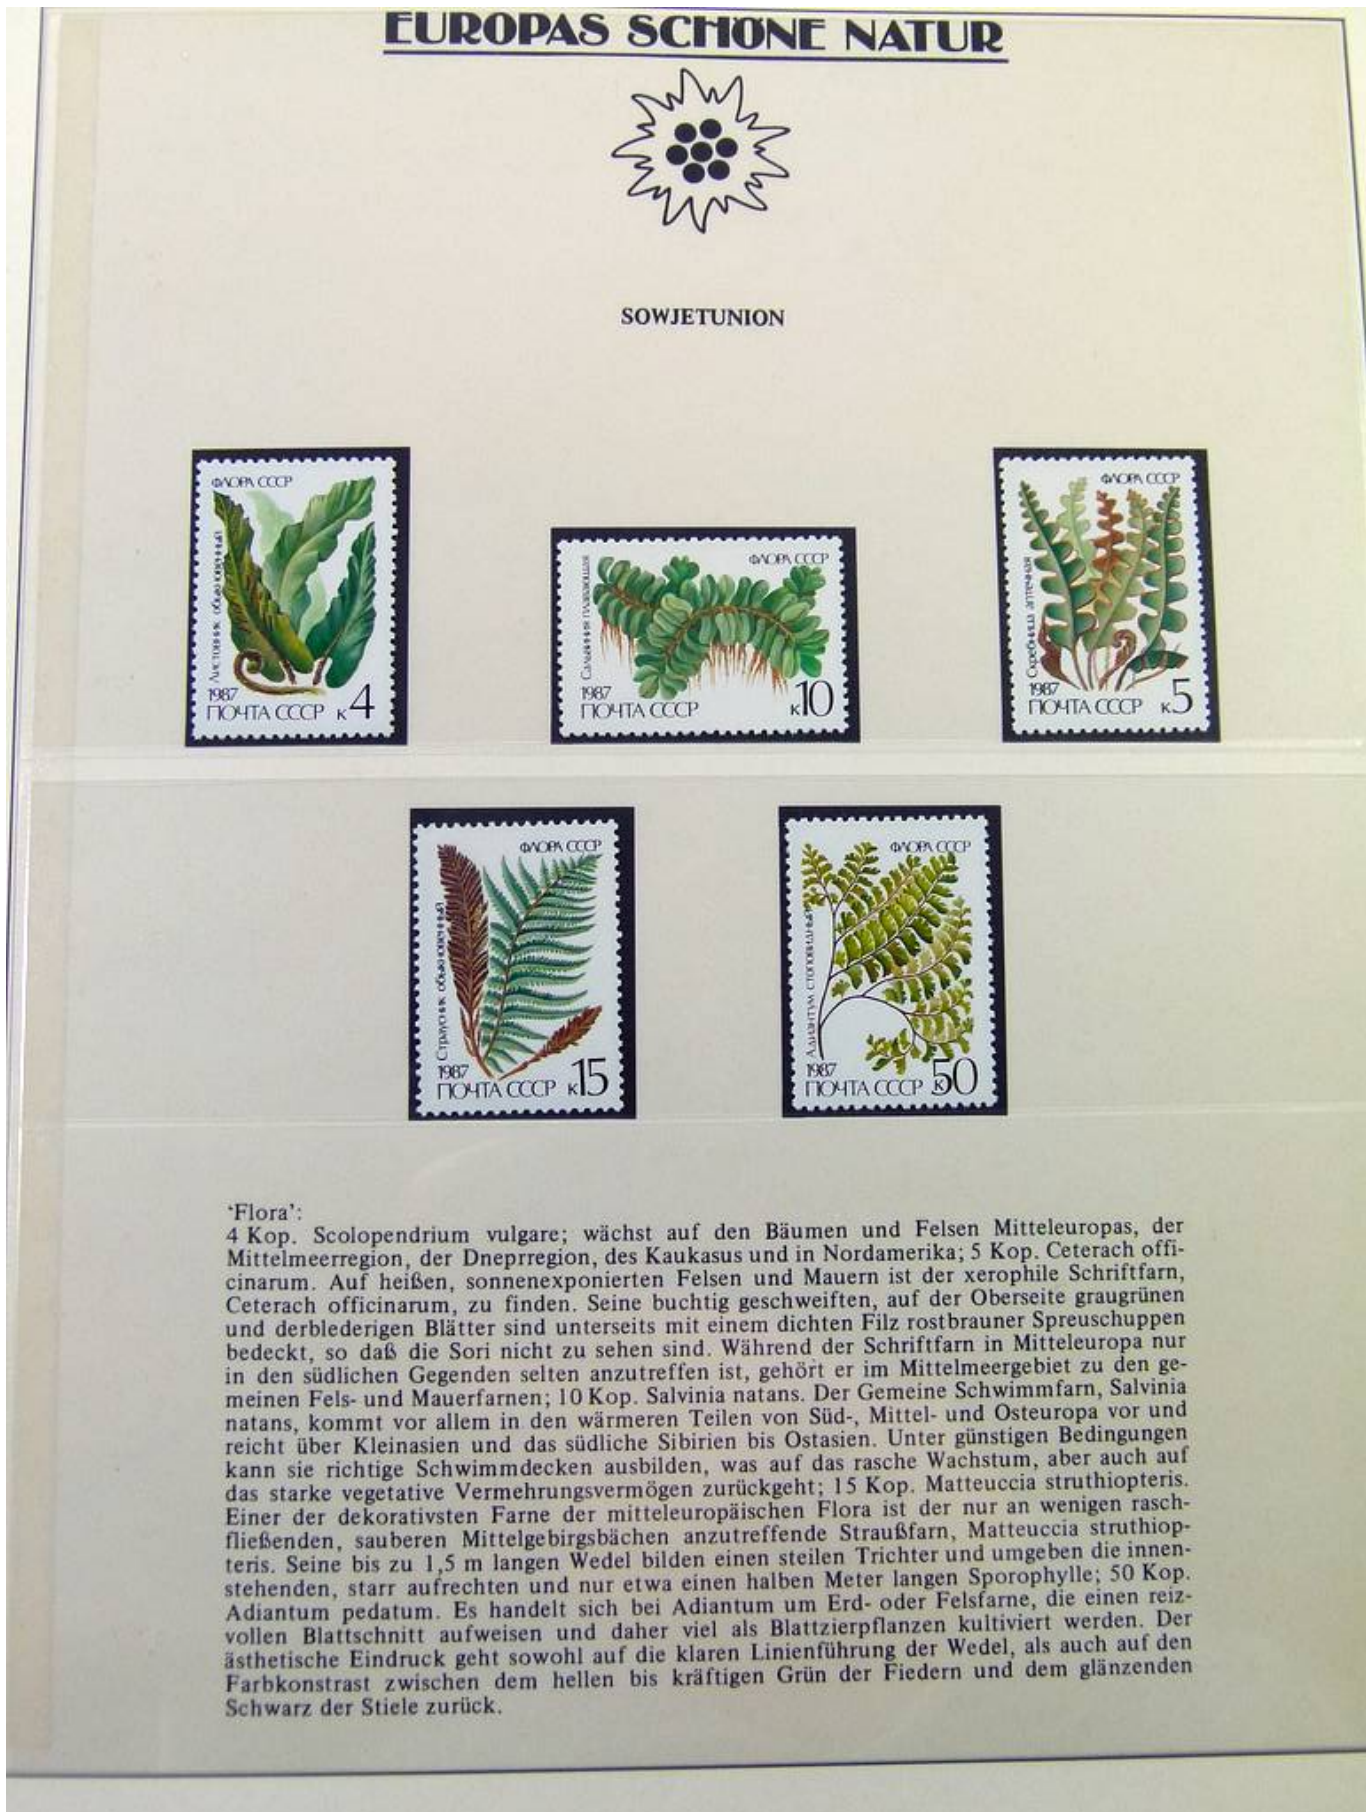 EUROPAS SCHÖNE NATUR
SOWJETUNION
ФЛОРА СССР
Листовник обыкновенный
1987
ПОЧТА СССР к4
ФЛОРА СССР
Сальвиния плавающая
1987
ПОЧТА СССР к10
ФЛОРА СССР
Скребница аптечная
1987
ПОЧТА СССР к5
ФЛОРА СССР
Страусник обыкновенный
1987
ПОЧТА СССР к15
ФЛОРА СССР
Адиантум стоповидный
1987
ПОЧТА СССР к50
‘Flora’:
4 Kop. Scolopendrium vulgare; wächst auf den Bäumen und Felsen Mitteleuropas, der
Mittelmeerregion, der Dneprregion, des Kaukasus und in Nordamerika; 5 Kop. Ceterach offi-
cinarum. Auf heißen, sonnenexponierten Felsen und Mauern ist der xerophile Schriftfarn,
Ceterach officinarum, zu finden. Seine buchtig geschweiften, auf der Oberseite graugrünen
und derblederigen Blätter sind unterseits mit einem dichten Filz rostbrauner Spreuschuppen
bedeckt, so daß die Sori nicht zu sehen sind. Während der Schriftfarn in Mitteleuropa nur
in den südlichen Gegenden selten anzutreffen ist, gehört er im Mittelmeergebiet zu den ge-
meinen Fels- und Mauerfarnen; 10 Kop. Salvinia natans. Der Gemeine Schwimmfarn, Salvinia
natans, kommt vor allem in den wärmeren Teilen von Süd-, Mittel- und Osteuropa vor und
reicht über Kleinasien und das südliche Sibirien bis Ostasien. Unter günstigen Bedingungen
kann sie richtige Schwimmdecken ausbilden, was auf das rasche Wachstum, aber auch auf
das starke vegetative Vermehrungsvermögen zurückgeht; 15 Kop. Matteuccia struthiopteris.
Einer der dekorativsten Farne der mitteleuropäischen Flora ist der nur an wenigen rasch-
fließenden, sauberen Mittelgebirgsbächen anzutreffende Straußfarn, Matteuccia struthiop-
teris. Seine bis zu 1,5 m langen Wedel bilden einen steilen Trichter und umgeben die innen-
stehenden, starr aufrechten und nur etwa einen halben Meter langen Sporophylle; 50 Kop.
Adiantum pedatum. Es handelt sich bei Adiantum um Erd- oder Felsfarne, die einen reiz-
vollen Blattschnitt aufweisen und daher viel als Blattzierpflanzen kultiviert werden. Der
ästhetische Eindruck geht sowohl auf die klaren Linienführung der Wedel, als auch auf den
Farbkonstrast zwischen dem hellen bis kräftigen Grün der Fiedern und dem glänzenden
Schwarz der Stiele zurück.